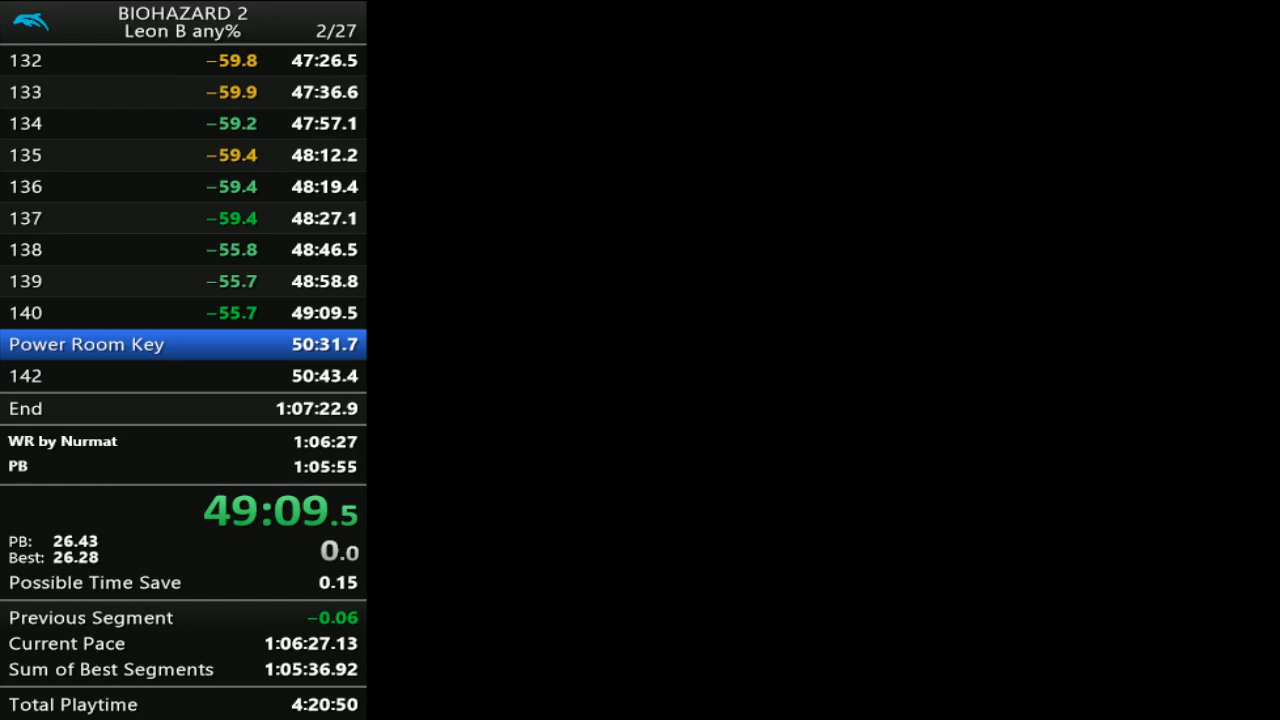 BIOHAZARD 2
Leon B any% 2/27
132 −59.8 47:26.5
133 −59.9 47:36.6
134 −59.2 47:57.1
135 −59.4 48:12.2
136 −59.4 48:19.4
137 −59.4 48:27.1
138 −55.8 48:46.5
139 −55.7 48:58.8
140 −55.7 49:09.5
Power Room Key 50:31.7
142 50:43.4
End 1:07:22.9
WR by Nurmat 1:06:27
PB 1:05:55
49:09.5
PB: 26.43
Best: 26.28 0.0
Possible Time Save 0.15
Previous Segment −0.06
Current Pace 1:06:27.13
Sum of Best Segments 1:05:36.92
Total Playtime 4:20:50